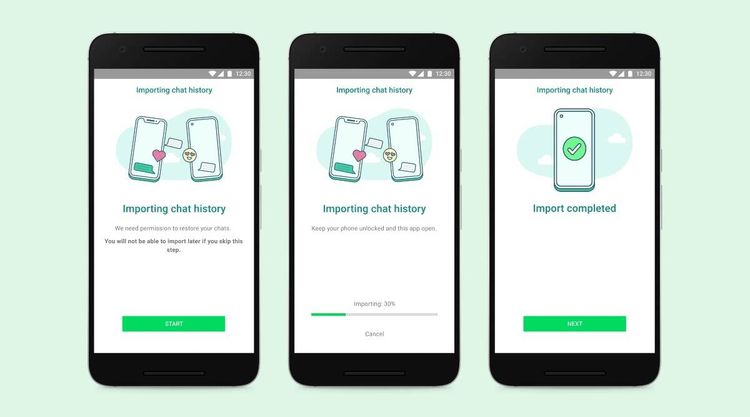 12:30
Importing chat history
Importing chat history
We need permission to restore your chats.
You will not be able to import later if you skip this
step.
START
12:30
Importing chat history
Importing chat history
Keep your phone unlocked and this app open.
Importing: 30%
Cancel
12:30
Importing chat history
Import completed
NEXT